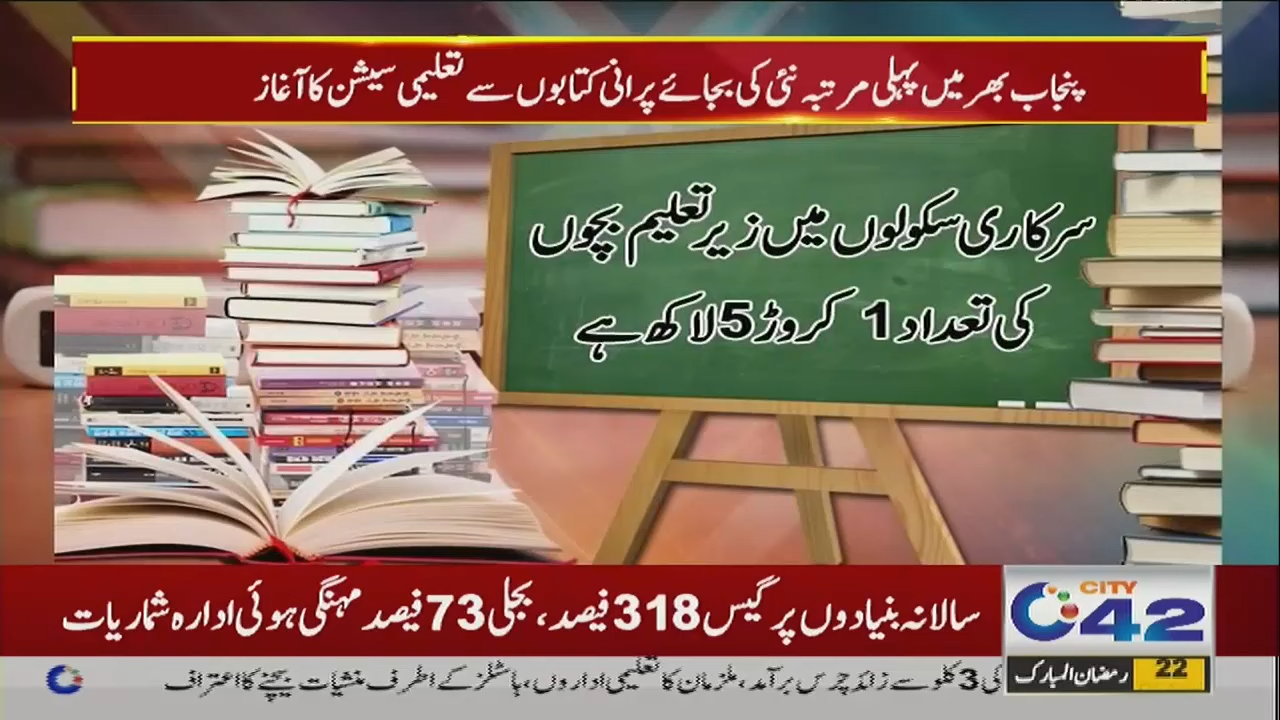 پنجاب بھر میں پہلی مرتبہ نئی کی بجائے پرانی کتابوں سے تعلیمی سیشن کا آغاز
سرکاری سکولوں میں زیر تعلیم بچوں
کی تعداد 1 کروڑ 5 لاکھ ہے
سالانہ بنیادوں پر گیس 318 فیصد، بجلی 73 فیصد مہنگی ہوئی ادارہ شماریات
CITY
42
کی 3 کلو سے زائد چرس برآمد، ملزمان کا تعلیمی اداروں، ہاسٹلز کے اطراف منشیات بیچنے کا اعتراف
22 رمضان المبارک